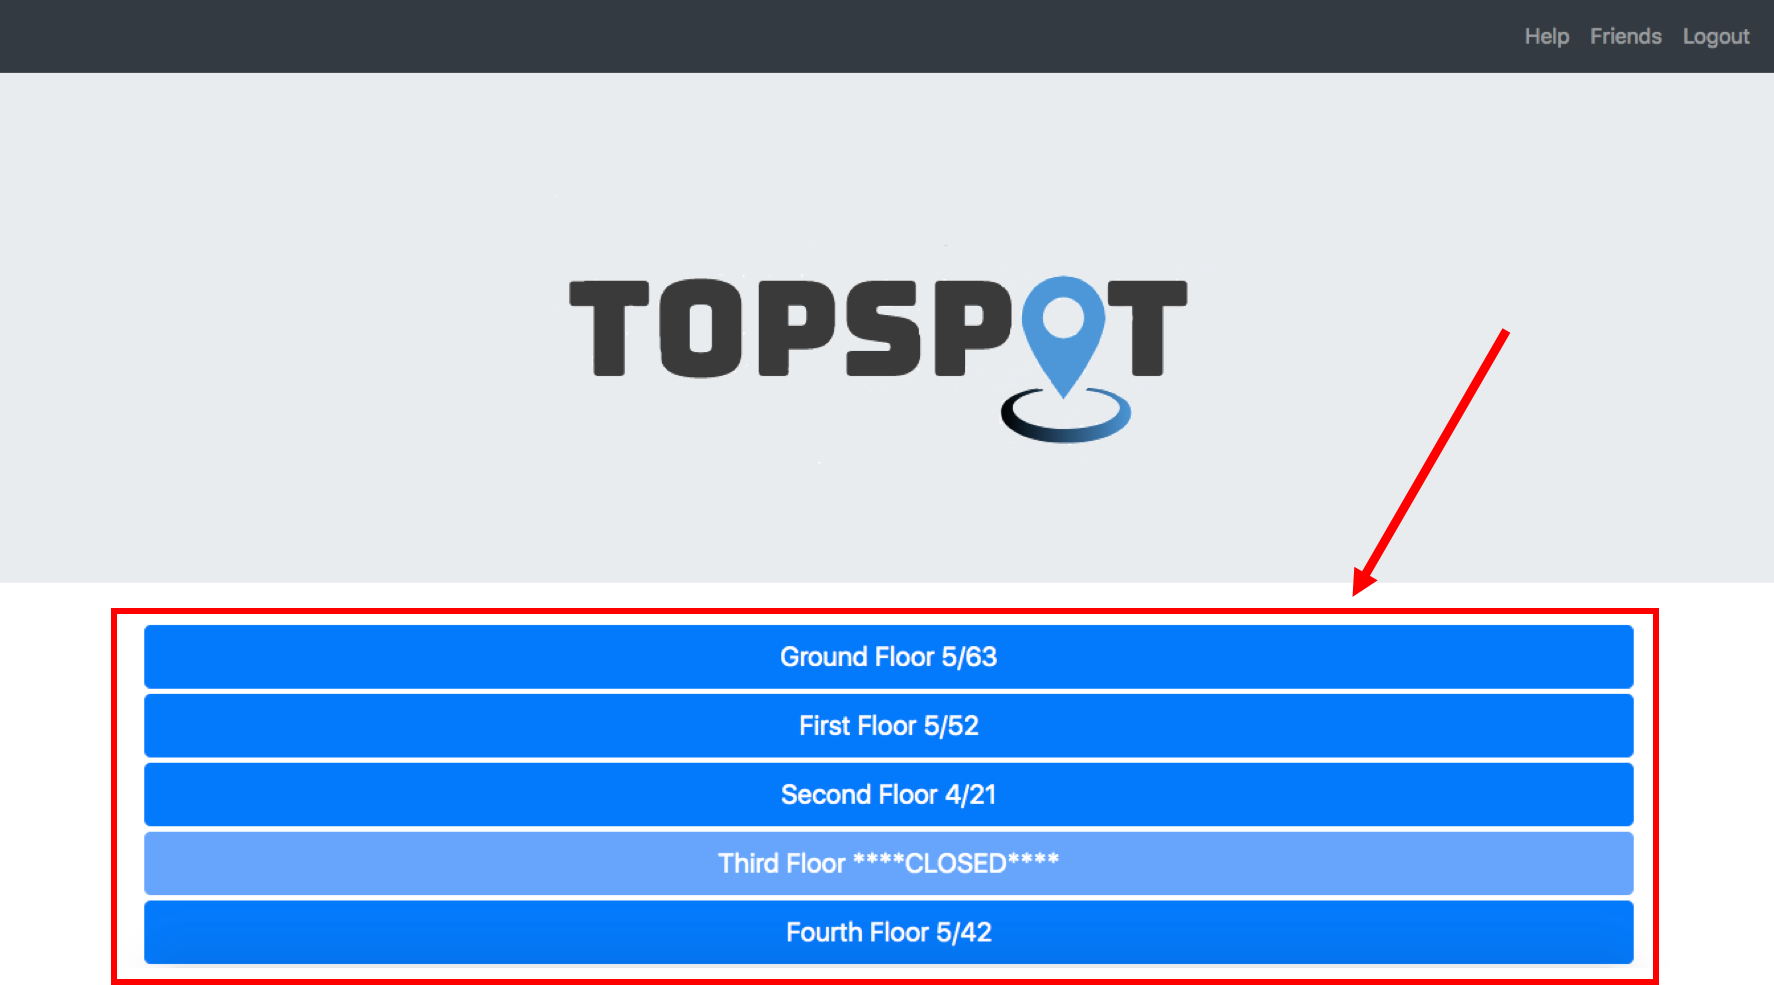 Help Friends Logout
TOPSPOT
Ground Floor 5/63
First Floor 5/52
Second Floor 4/21
Third Floor ****CLOSED****
Fourth Floor 5/42